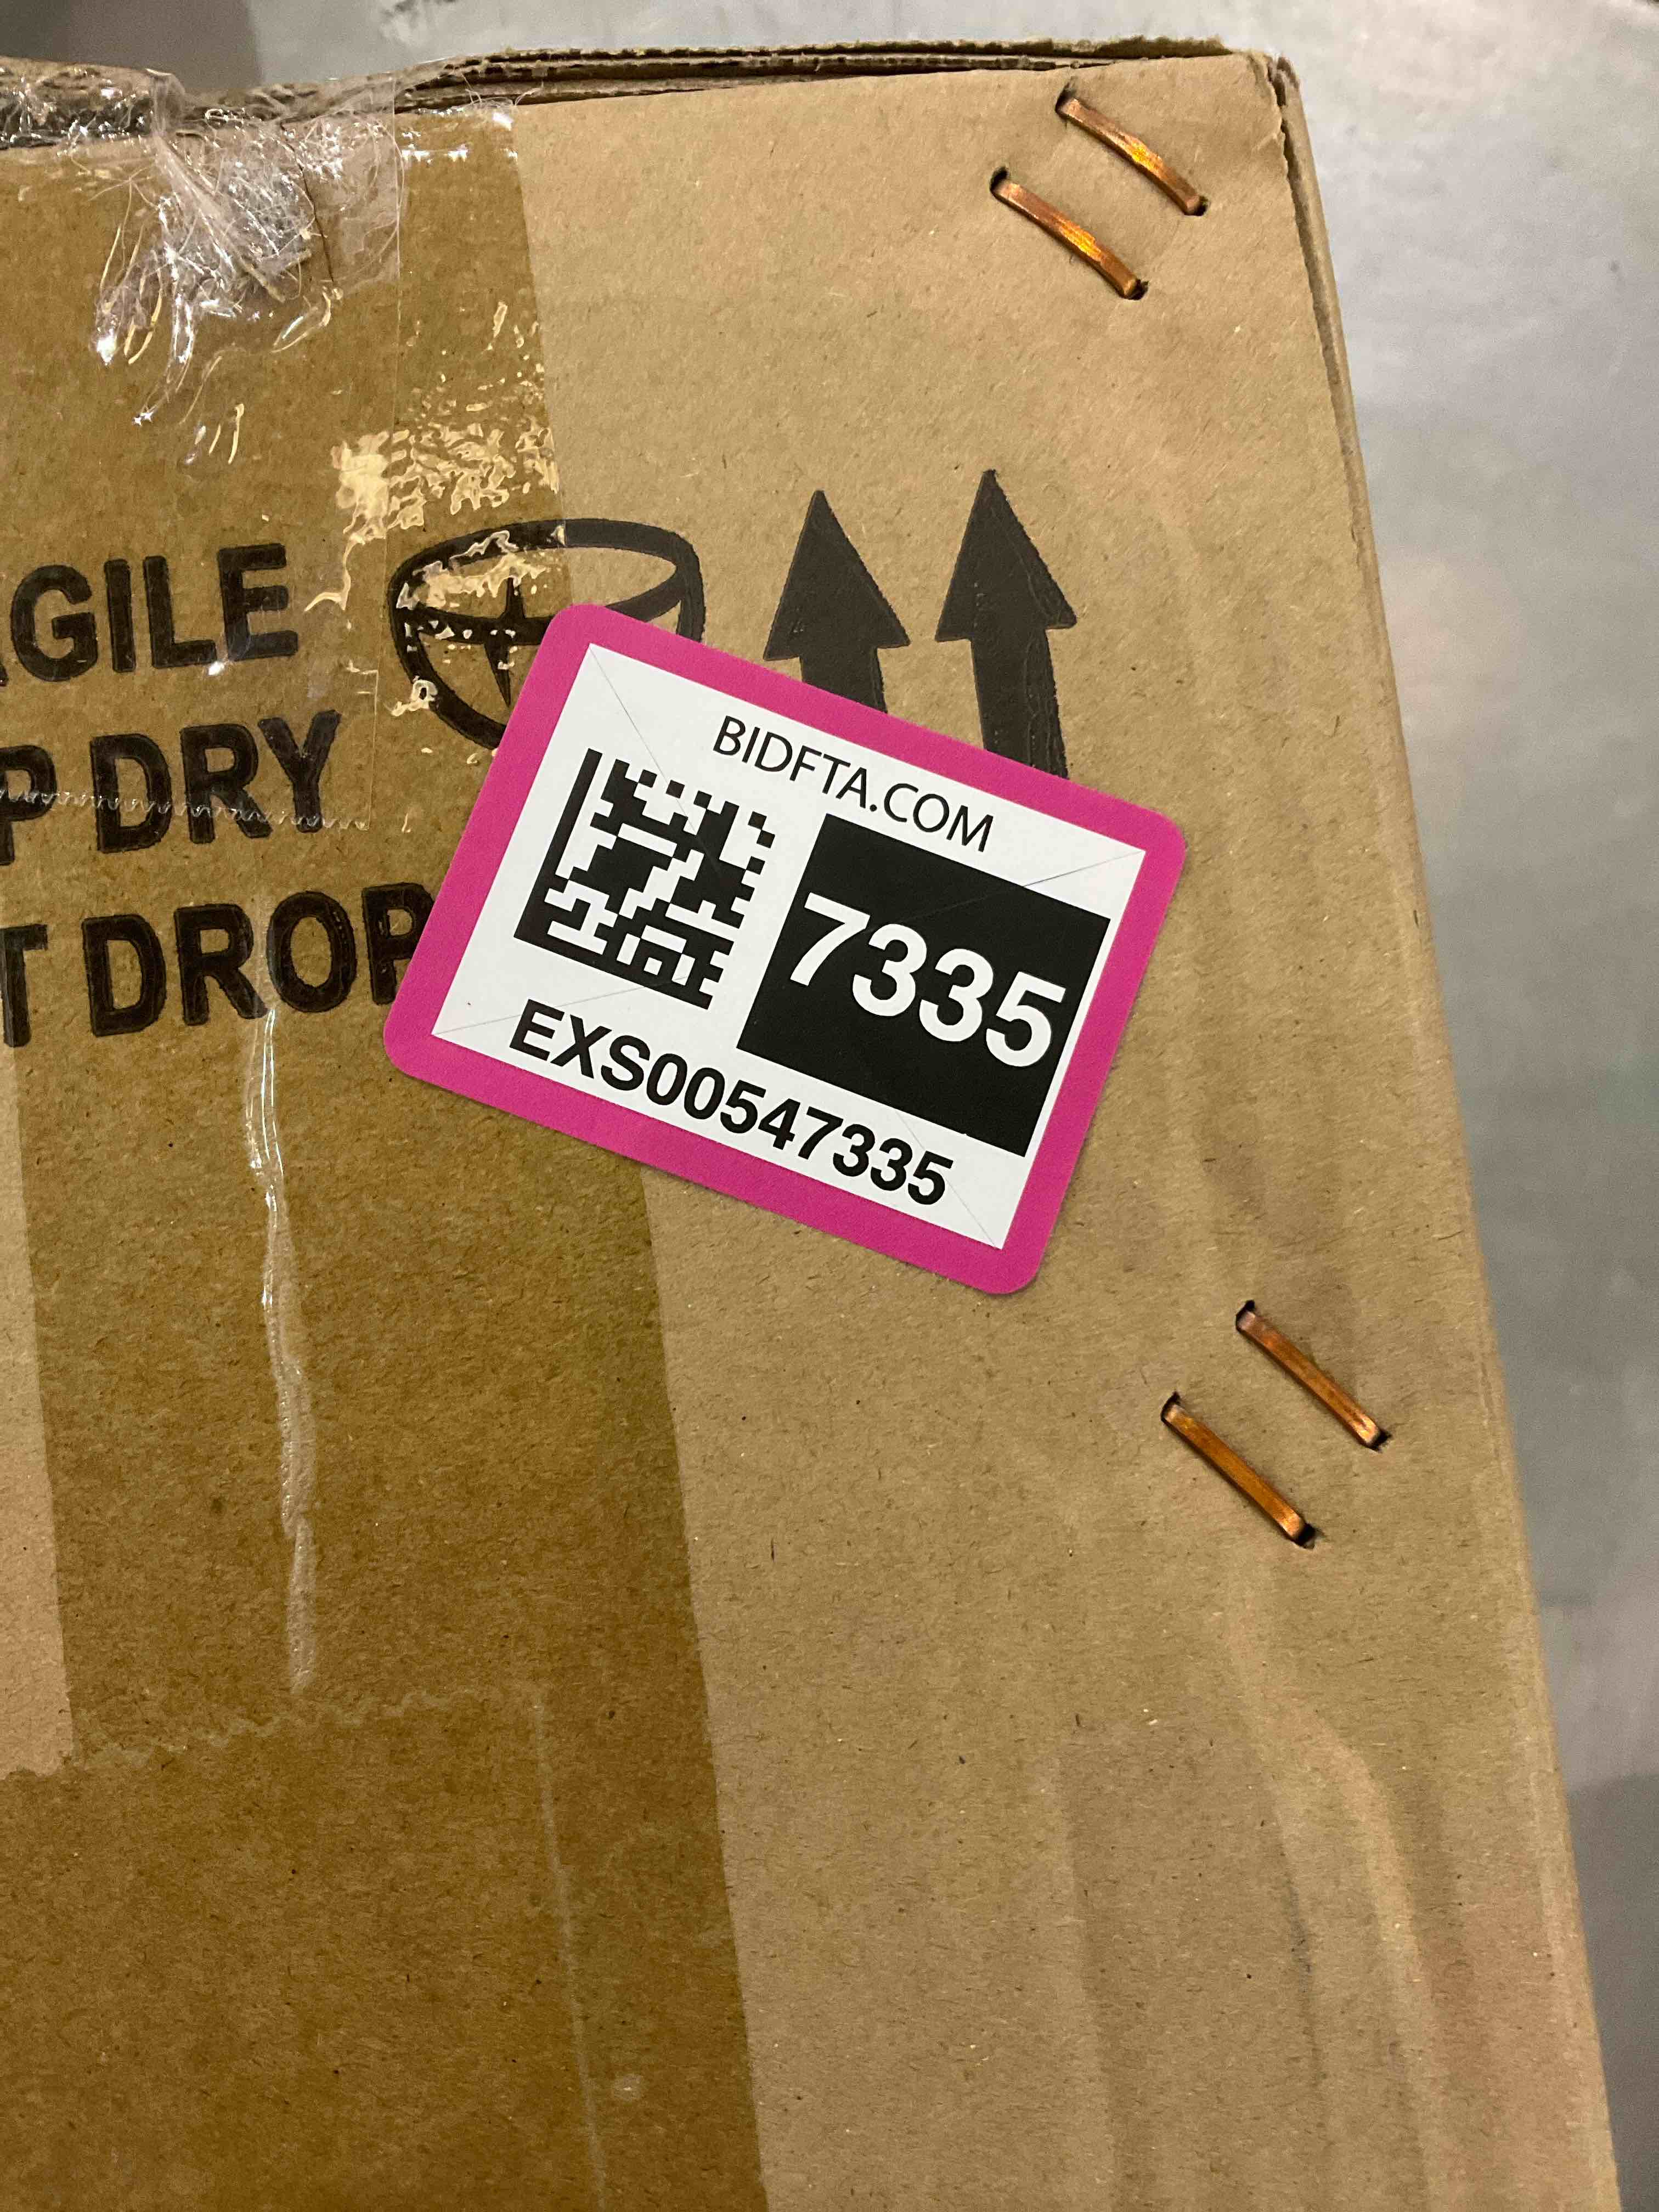 AGILE
P DRY
T DROP
BIDFTA.COM
7335
EXS00547335